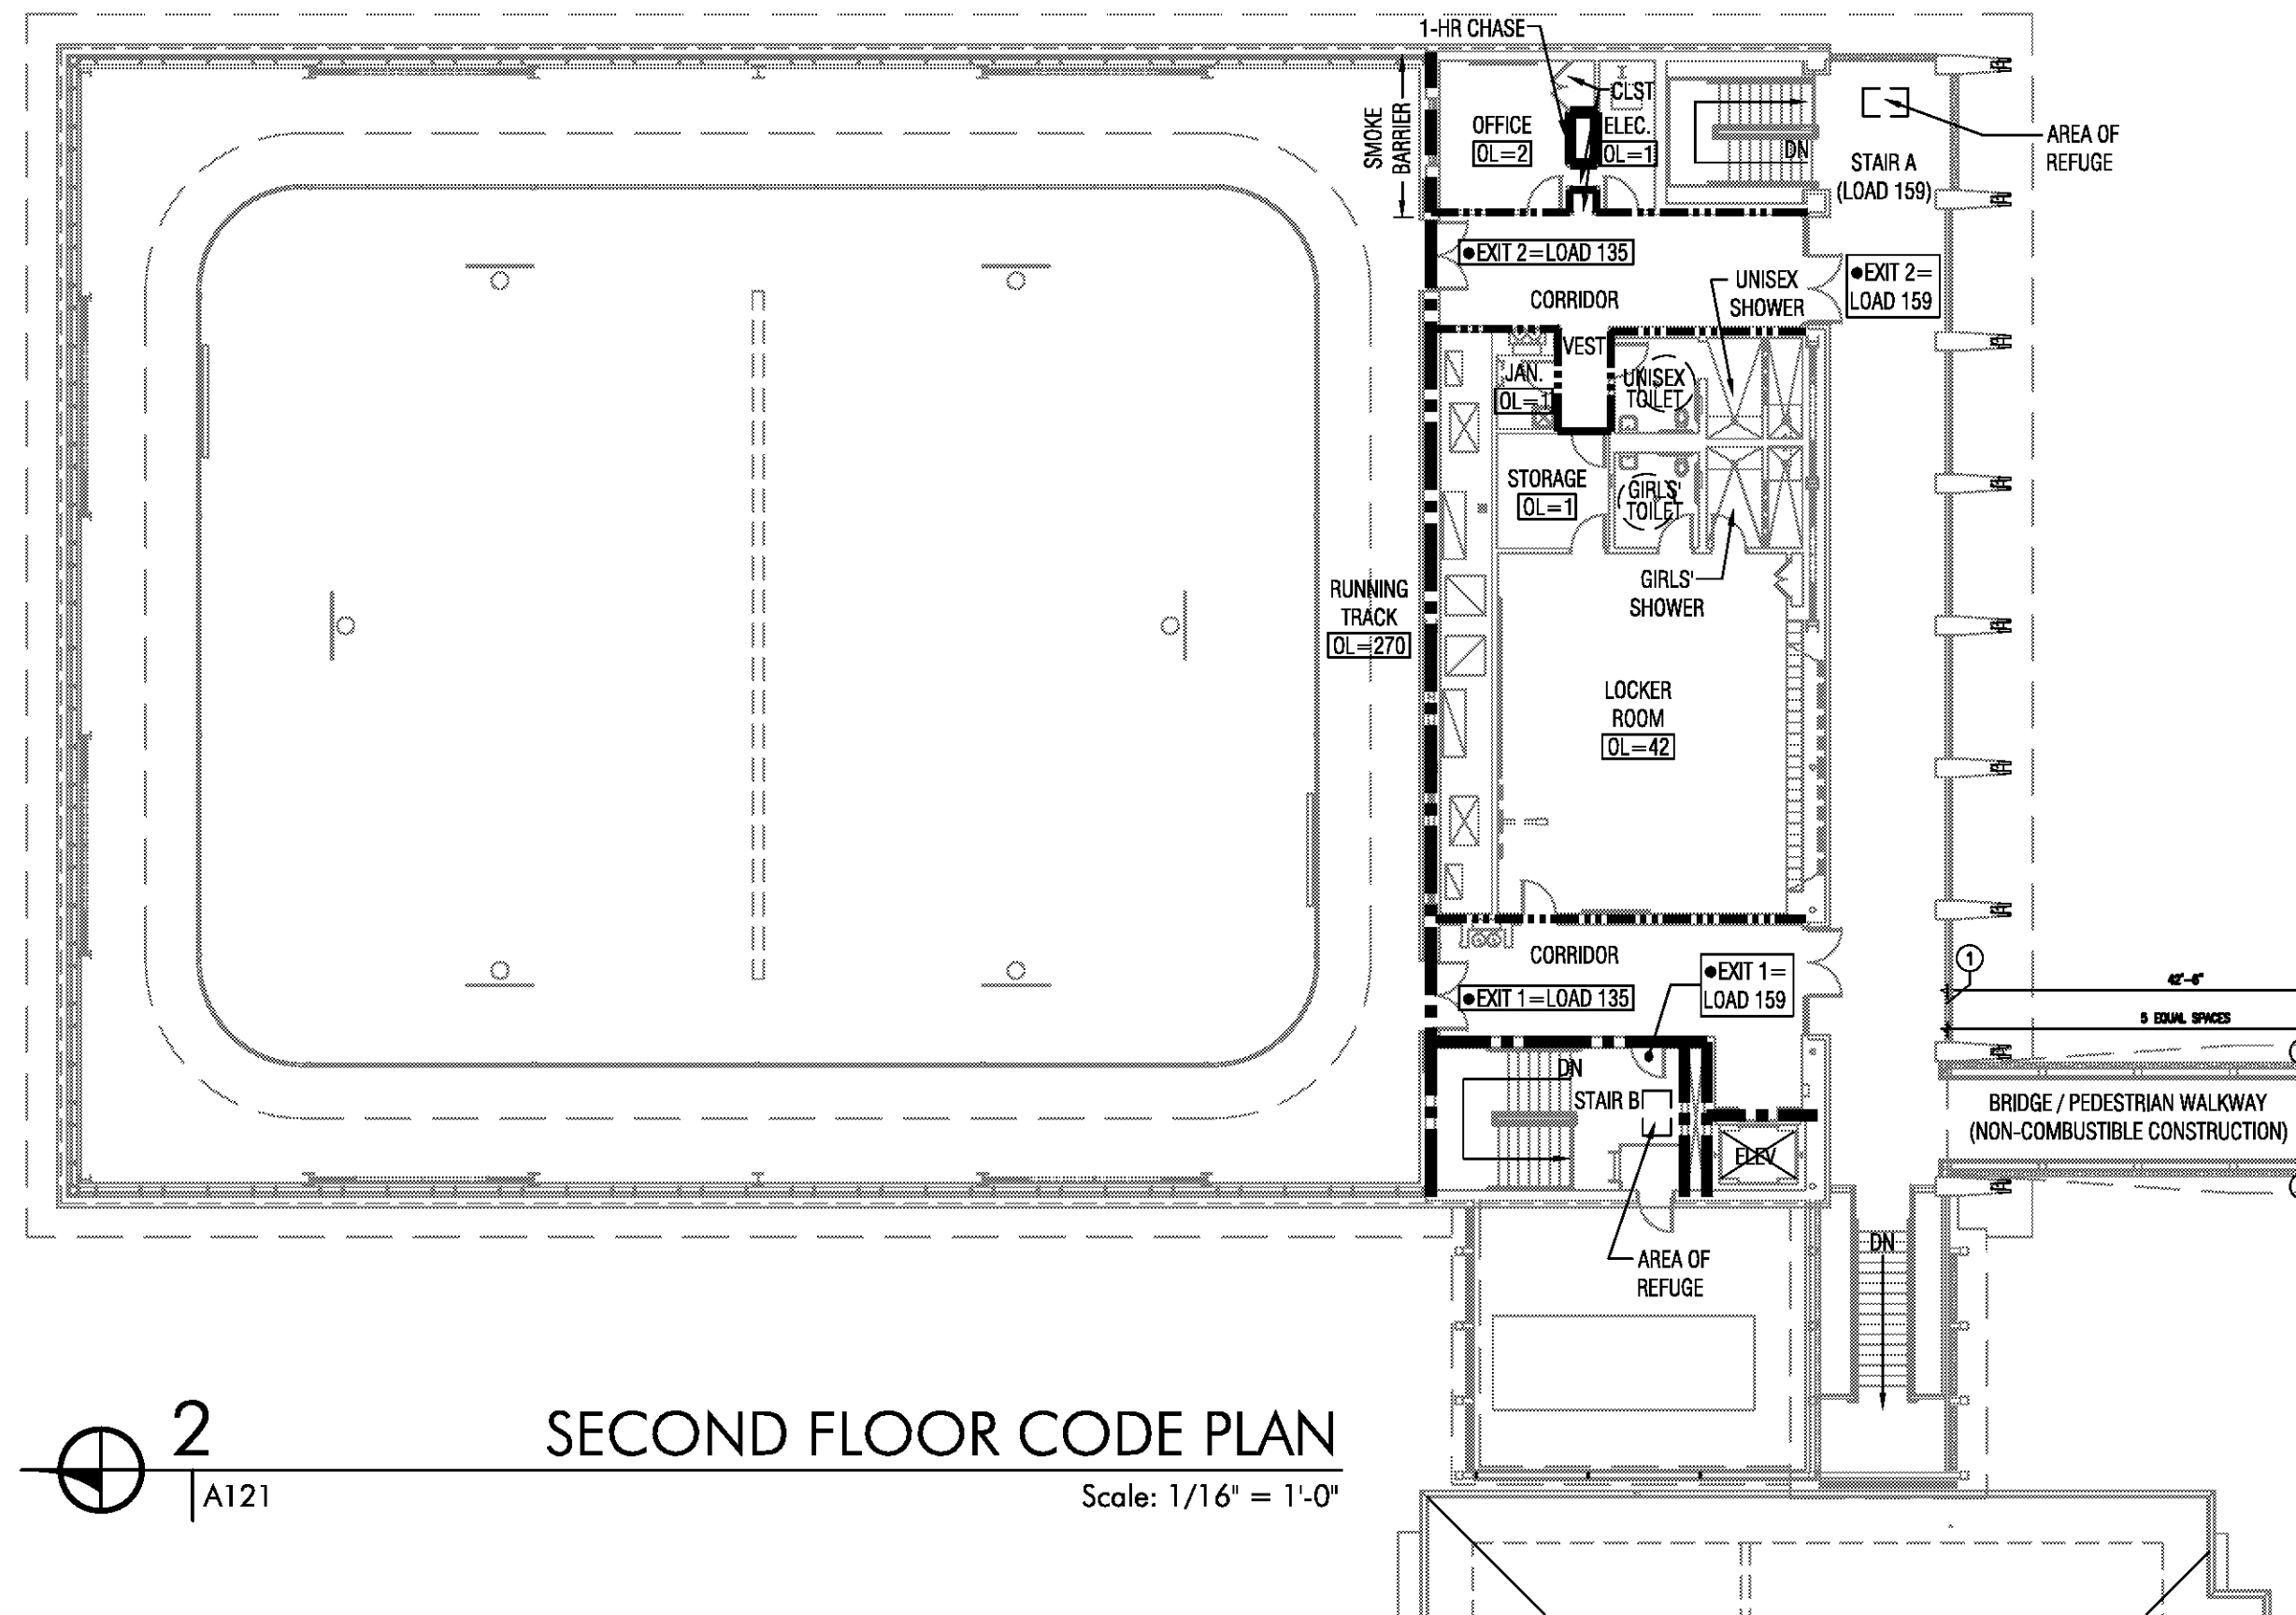 1-HR CHASE
CLST
SMOKE
BARRIER
OFFICE
OL=2
ELEC.
OL=1
DN
STAIR A
(LOAD 159)
AREA OF
REFUGE
●EXIT 2=LOAD 135
●EXIT 2=
LOAD 159
UNISEX
SHOWER
CORRIDOR
VEST
JAN.
OL=1
UNISEX
TOILET
STORAGE
OL=1
GIRLS'
TOILET
GIRLS'
SHOWER
RUNNING
TRACK
OL=270
LOCKER
ROOM
OL=42
CORRIDOR
●EXIT 1=
LOAD 159
●EXIT 1=LOAD 135
1
42'-6"
5 EQUAL SPACES
DN
STAIR B
ELEV
BRIDGE / PEDESTRIAN WALKWAY
(NON-COMBUSTIBLE CONSTRUCTION)
DN
AREA OF
REFUGE
2
SECOND FLOOR CODE PLAN
A121
Scale: 1/16" = 1'-0"